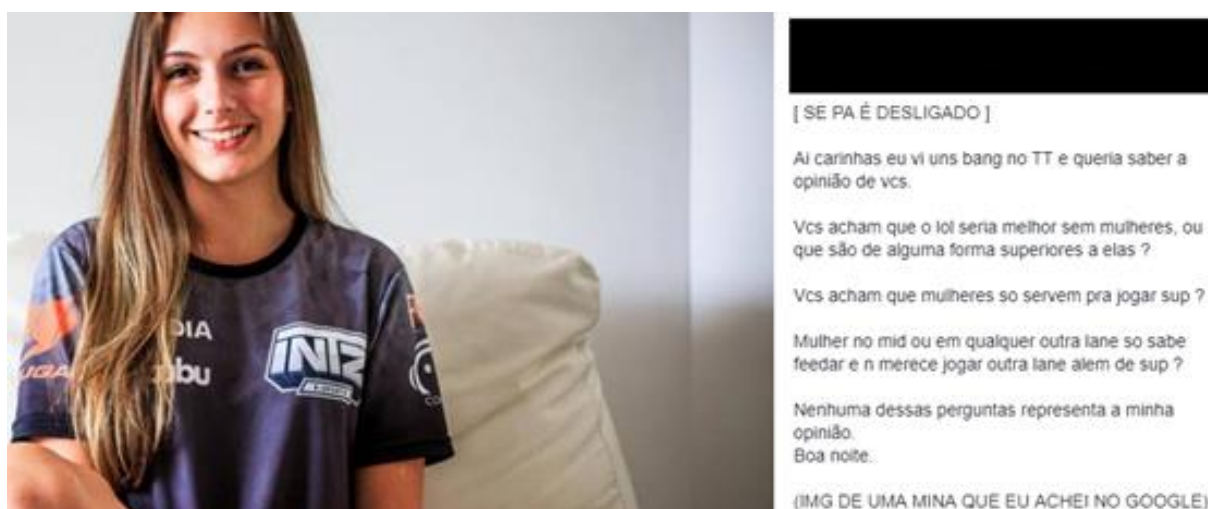 DIA
INTZ
E-SPORTS
[ SE PA É DESLIGADO ]
Ai carinhas eu vi uns bang no TT e queria saber a
opinião de vcs.
Vcs acham que o lol seria melhor sem mulheres, ou
que são de alguma forma superiores a elas ?
Vcs acham que mulheres so servem pra jogar sup ?
Mulher no mid ou em qualquer outra lane so sabe
feedar e n merece jogar outra lane alem de sup ?
Nenhuma dessas perguntas representa a minha
opinião.
Boa noite.
(IMG DE UMA MINA QUE EU ACHEI NO GOOGLE)